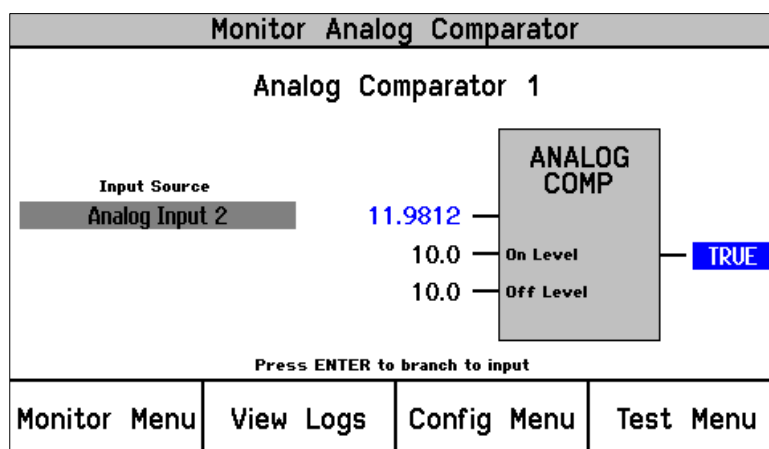 Monitor Analog Comparator
Analog Comparator 1
ANALOG
COMP
Input Source
Analog Input 2
11.9812
10.0 On Level
TRUE
10.0 Off Level
Press ENTER to branch to input
Monitor Menu View Logs Config Menu Test Menu